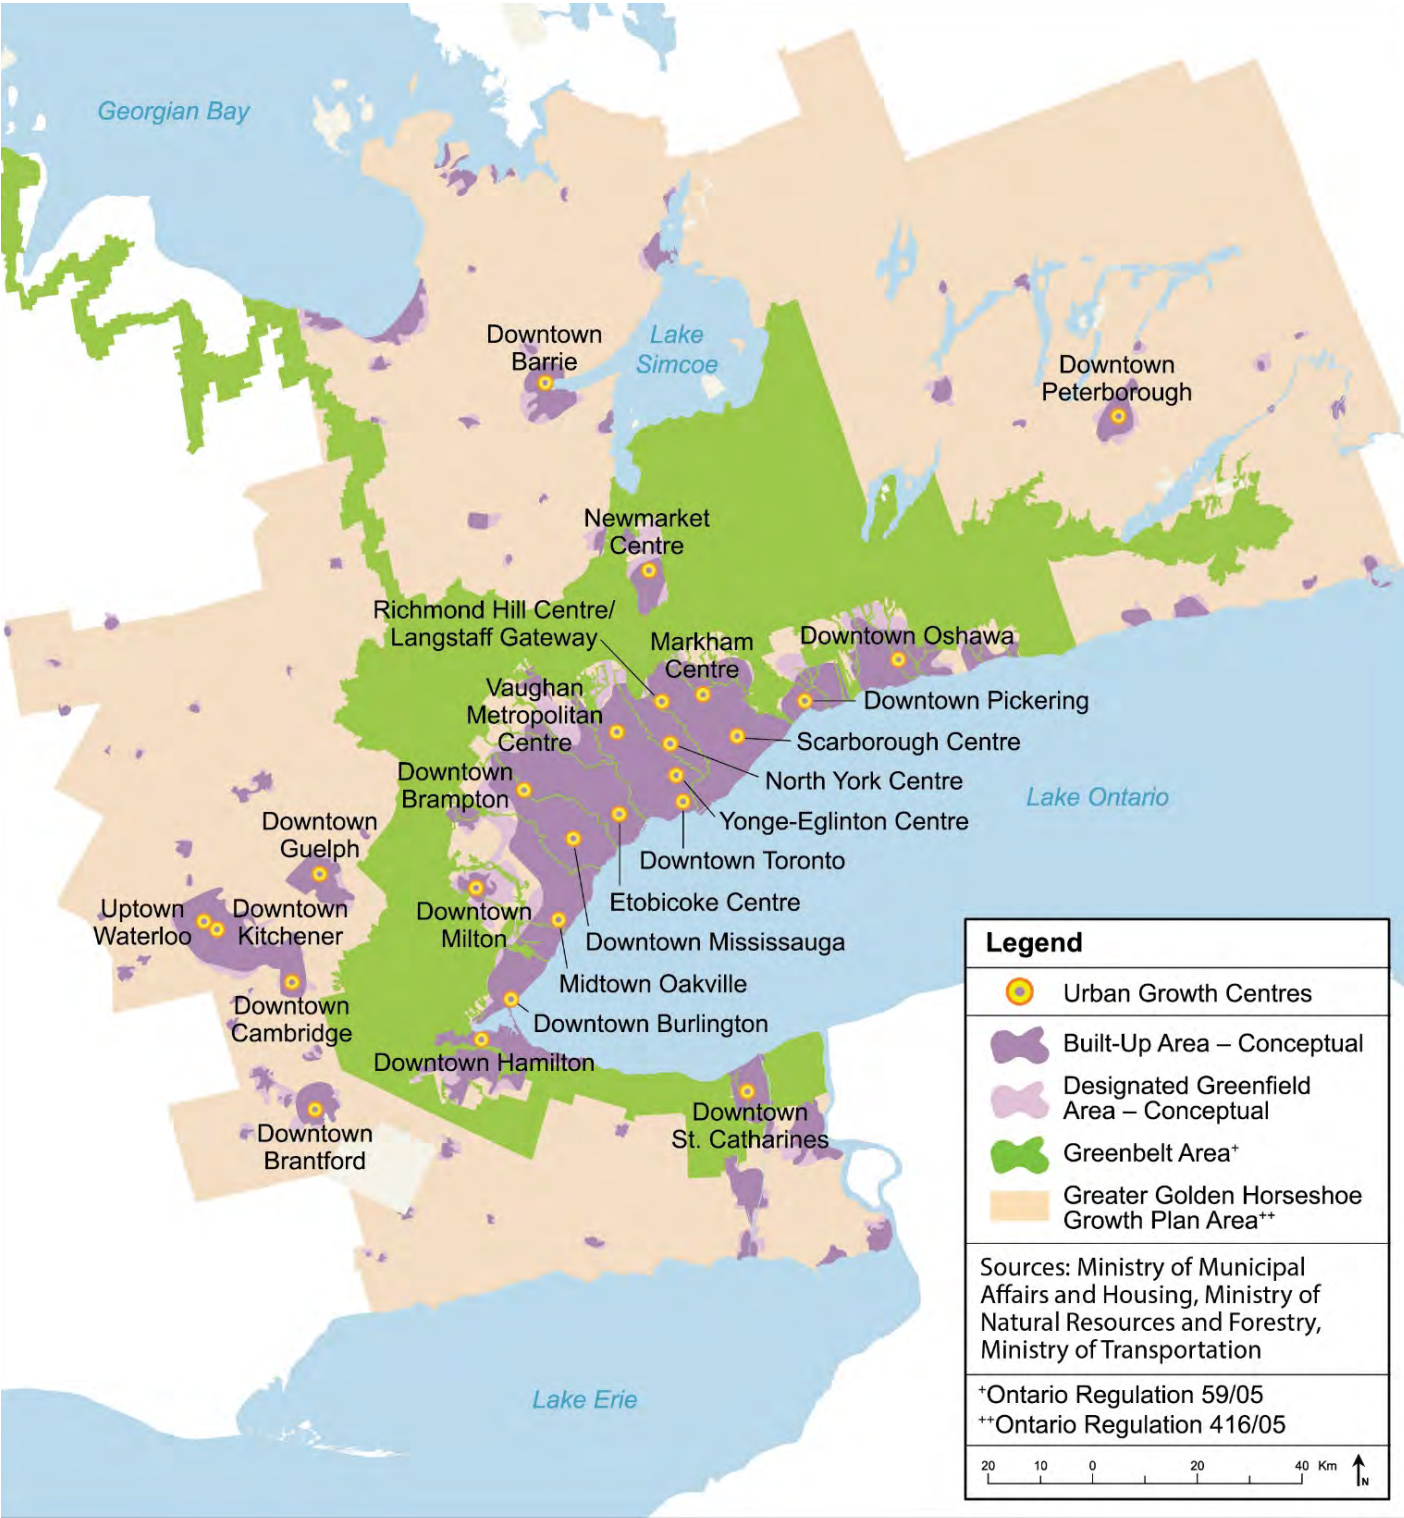 Georgian Bay
Downtown
Barrie
Lake
Simcoe
Downtown
Peterborough
Newmarket
Centre
Richmond Hill Centre/
Langstaff Gateway
Markham
Centre
Downtown Oshawa
Vaughan
Metropolitan
Centre
Downtown Pickering
Scarborough Centre
Downtown
Brampton
North York Centre
Lake Ontario
Yonge-Eglinton Centre
Downtown
Guelph
Downtown Toronto
Etobicoke Centre
Uptown
Waterloo
Downtown
Kitchener
Downtown
Milton
Downtown Mississauga
Midtown Oakville
Downtown
Cambridge
Downtown Burlington
Downtown Hamilton
Downtown
St. Catharines
Downtown
Brantford
Lake Erie
Legend
Urban Growth Centres
Built-Up Area – Conceptual
Designated Greenfield
Area – Conceptual
Greenbelt Area+
Greater Golden Horseshoe
Growth Plan Area++
Sources: Ministry of Municipal
Affairs and Housing, Ministry of
Natural Resources and Forestry,
Ministry of Transportation
+Ontario Regulation 59/05
++Ontario Regulation 416/05
20 10 0 20 40 Km
N